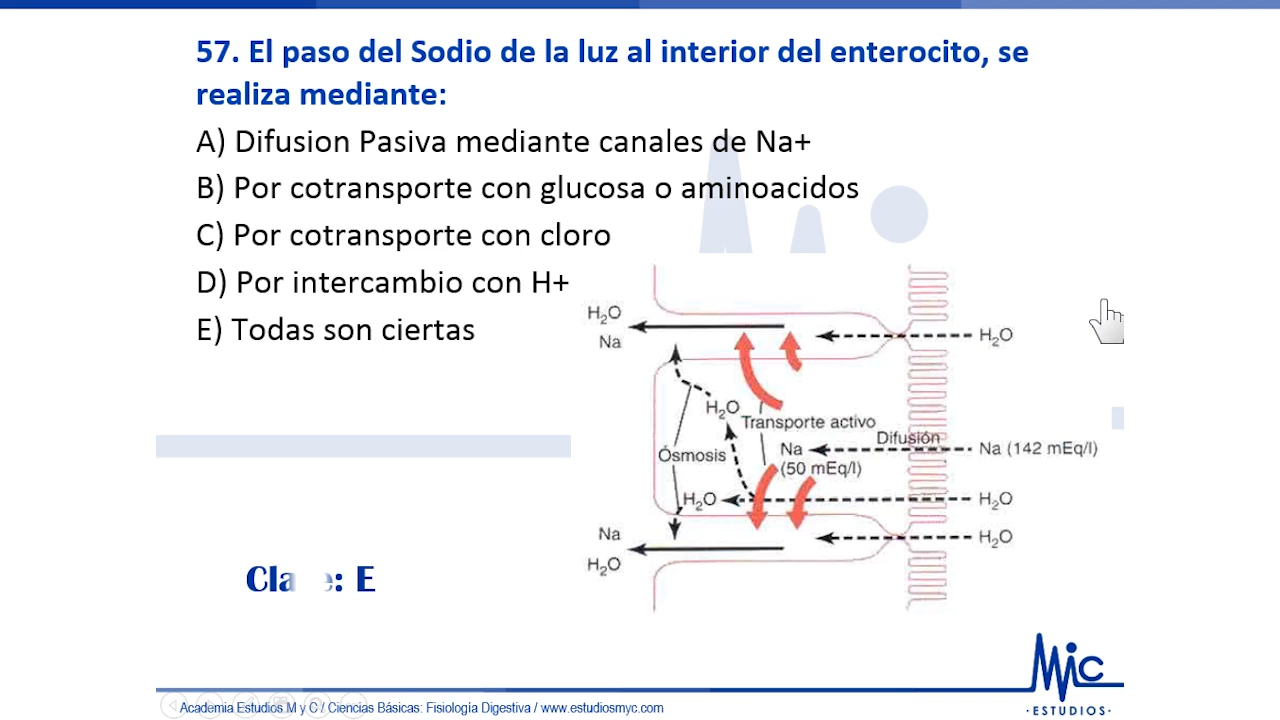 57. El paso del Sodio de la luz al interior del enterocito, se
realiza mediante:
A) Difusion Pasiva mediante canales de Na+
B) Por cotransporte con glucosa o aminoacidos
C) Por cotransporte con cloro
D) Por intercambio con H+
E) Todas son ciertas
H₂O
Na
H₂O
H₂O
Transporte activo
Difusión
Na
Na (142 mEq/l)
Ósmosis
(50 mEq/l)
H₂O
H₂O
Na
H₂O
H₂O
: E
MiC
·ESTUDIOS·
Academia Estudios M y C / Ciencias Básicas: Fisiología Digestiva / www.estudiosmyc.com